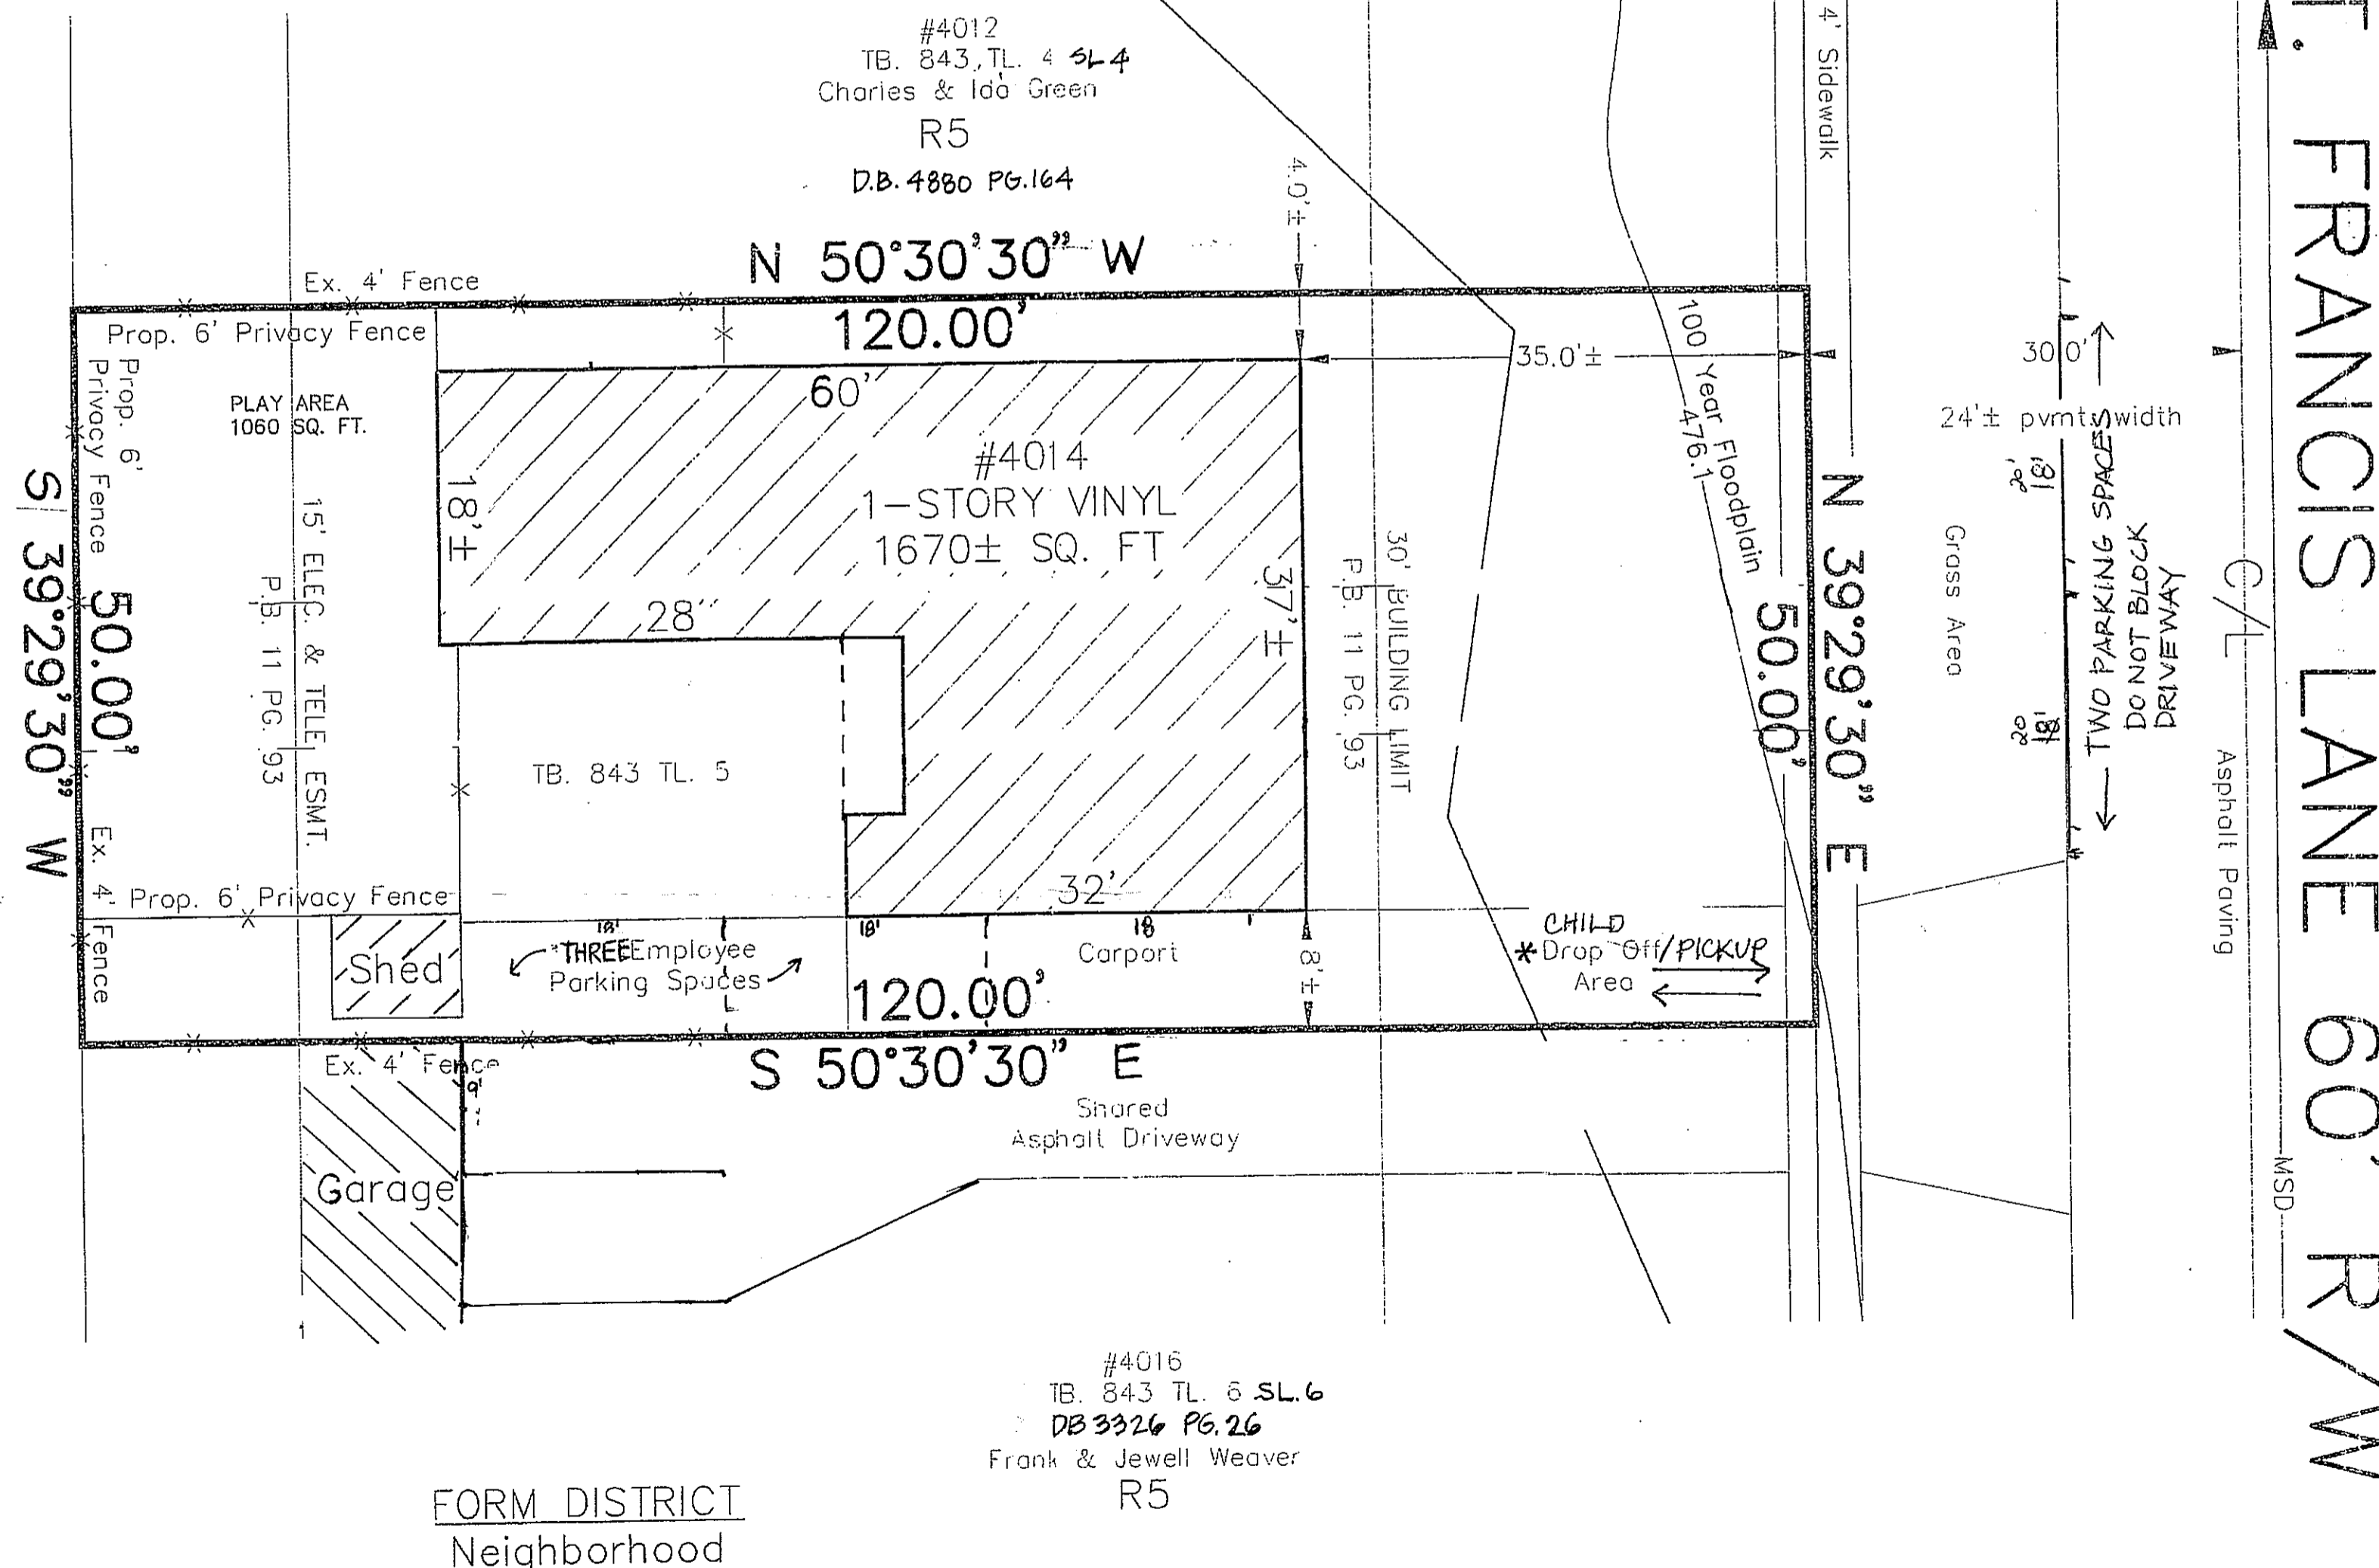 #4012
TB. 843, TL. 4 SL4
Charles & Ida Green
R5
D.B. 4880 PG.164
4' Sidewalk
T. FRANCIS LANE 60' R/W
4.0'±
N 50°30'30" W
120.00'
Ex. 4' Fence
Prop. 6' Privacy Fence
Prop. 6'
Privacy Fence
PLAY AREA
1060 SQ. FT.
60'
35.0'±
100 Year Floodplain
476.1
30.0'
24'± pvmt. width
TWO PARKING SPACES
DO NOT BLOCK
DRIVEWAY
20'
18'
20
18'
Grass Area
C/L
Asphalt Paving
MSD
#4014
1-STORY VINYL
1670± SQ. FT
18'±
28"
37'±
32'
30' BUILDING LIMIT
P.B. 11 PG. 93
N 39°29'30" E
50.00'
S 39°29'30" W
50.00'
15' ELEC. & TELE. ESMT.
P.B. 11 PG. 93
TB. 843 TL. 5
Ex. 4' Fence
Prop. 6' Privacy Fence
Shed
18'
18'
18
THREE Employee
Parking Spaces
Carport
8'±
CHILD
*Drop Off/PICKUP
Area
120.00'
S 50°30'30" E
Ex. 4' Fence
9'
Garage
Shared
Asphalt Driveway
#4016
TB. 843 TL. 6 SL.6
DB 3326 PG. 26
Frank & Jewell Weaver
R5
FORM DISTRICT
Neighborhood